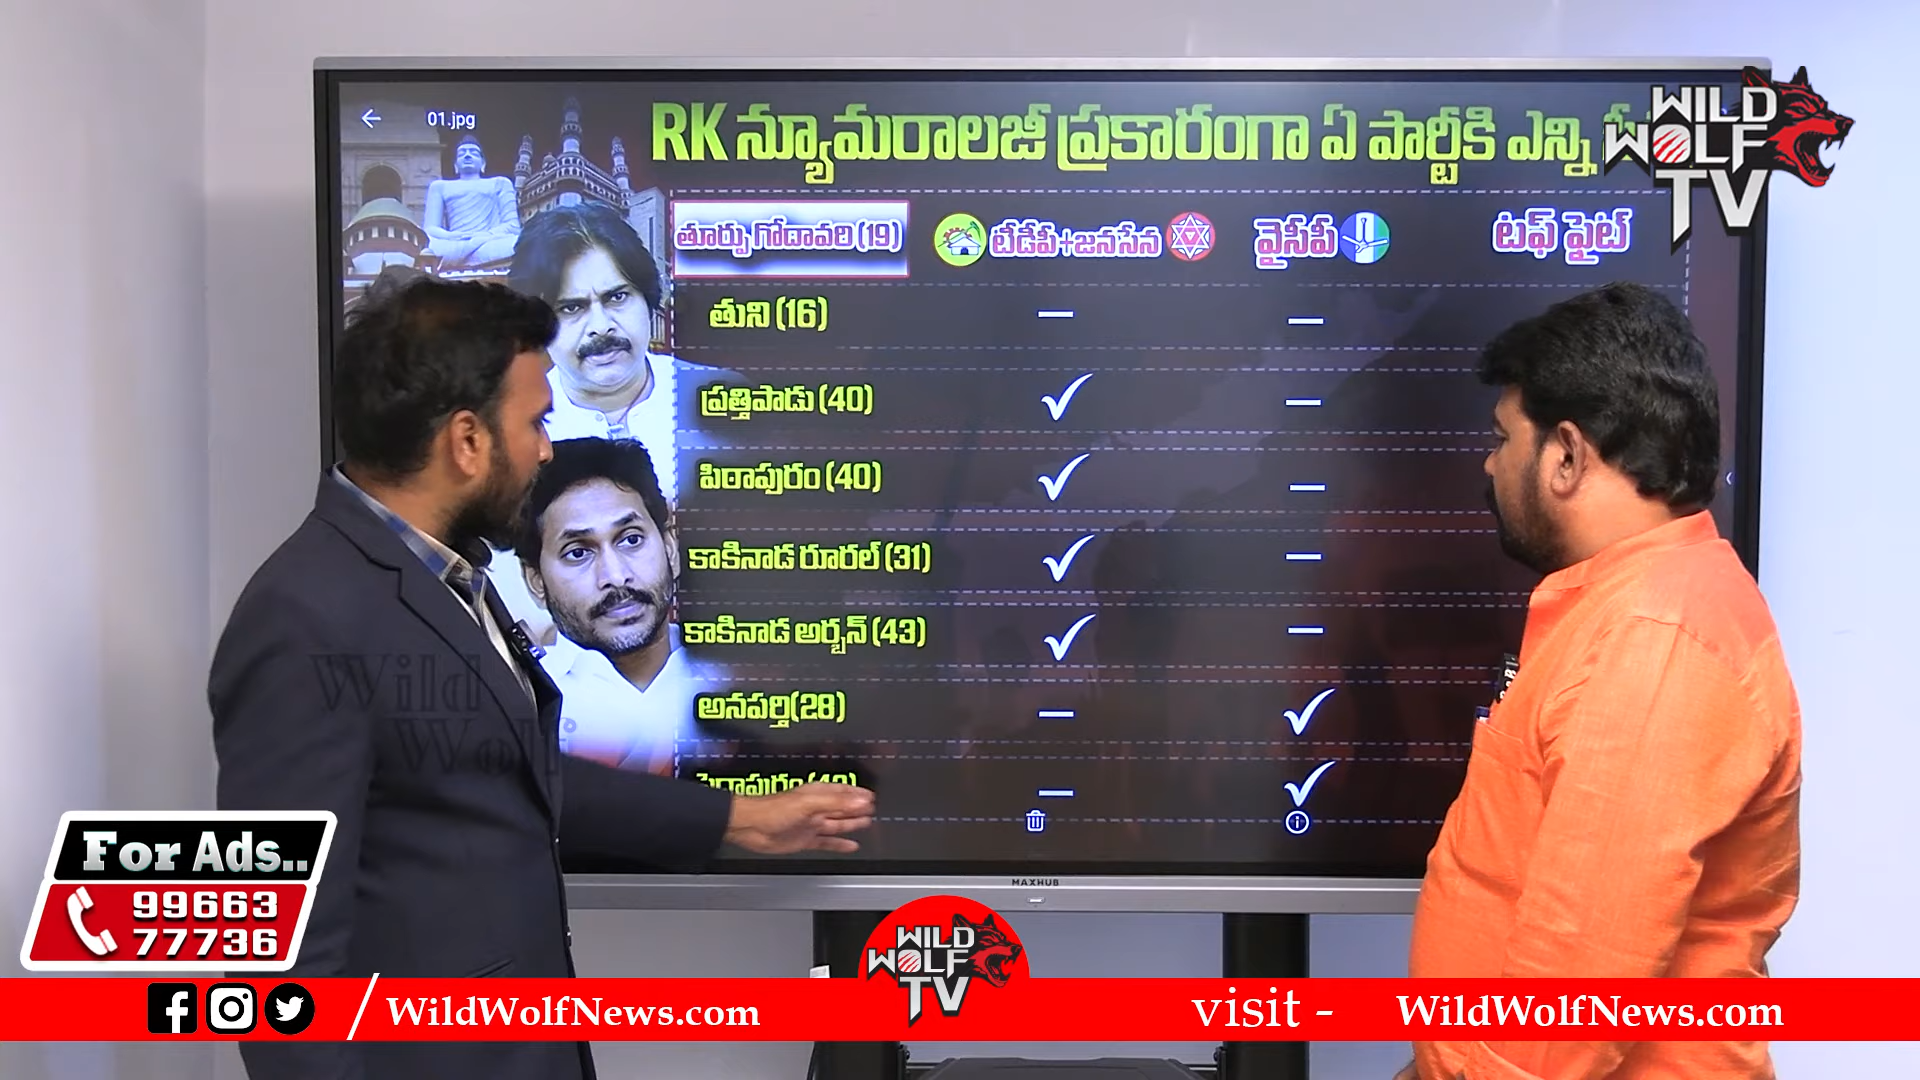 01.jpg
RK న్యూమరాలజీ ప్రకారంగా ఏ పార్టీకి ఎన్ని
WILD
WOLF
TV
తూర్పు గోదావరి (19) టీడీపీ+జనసేన వైసీపీ టఫ్ ఫైట్
తుని (16)
ప్రత్తిపాడు (40)
పిఠాపురం (40)
కాకినాడ రూరల్ (31)
కాకినాడ అర్బన్ (43)
అనపర్తి(28)
Wild
Wolf
MAXHUB
For Ads..
99663
77736
WILD
WOLF
TV
WildWolfNews.com
visit - WildWolfNews.com